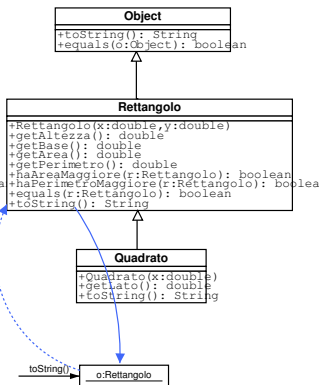 Object
+toString(): String
+equals(o:Object): boolean
Rettangolo
+Rettangolo(x:double,y:double)
+getAltezza(): double
+getBase(): double
+getArea(): double
+getPerimetro(): double
+haAreaMaggiore(r:Rettangolo): boolean
+haPerimetroMaggiore(r:Rettangolo): boolea
+equals(r:Rettangolo): boolean
+toString(): String
Quadrato
+Quadrato(x:double)
+getLato(): double
+toString(): String
toString()
o:Rettangolo